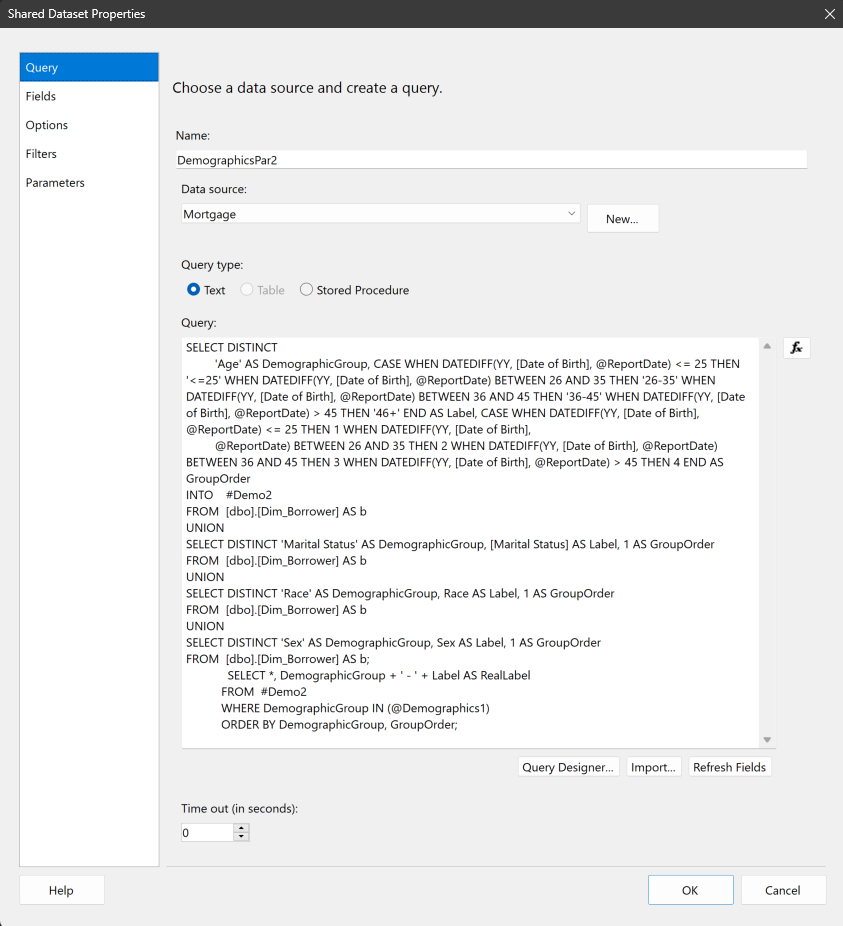 Shared Dataset Properties
Query
Fields
Options
Filters
Parameters
Choose a data source and create a query.
Name:
DemographicsPar2
Data source:
Mortgage
New...
Query type:
Text Table Stored Procedure
Query:
fx
SELECT DISTINCT
'Age' AS DemographicGroup, CASE WHEN DATEDIFF(YY, [Date of Birth], @ReportDate) <= 25 THEN
'<=25' WHEN DATEDIFF(YY, [Date of Birth], @ReportDate) BETWEEN 26 AND 35 THEN '26-35' WHEN
DATEDIFF(YY, [Date of Birth], @ReportDate) BETWEEN 36 AND 45 THEN '36-45' WHEN DATEDIFF(YY, [Date
of Birth], @ReportDate) > 45 THEN '46+' END AS Label, CASE WHEN DATEDIFF(YY, [Date of Birth],
@ReportDate) <= 25 THEN 1 WHEN DATEDIFF(YY, [Date of Birth],
@ReportDate) BETWEEN 26 AND 35 THEN 2 WHEN DATEDIFF(YY, [Date of Birth], @ReportDate)
BETWEEN 36 AND 45 THEN 3 WHEN DATEDIFF(YY, [Date of Birth], @ReportDate) > 45 THEN 4 END AS
GroupOrder
INTO #Demo2
FROM [dbo].[Dim_Borrower] AS b
UNION
SELECT DISTINCT 'Marital Status' AS DemographicGroup, [Marital Status] AS Label, 1 AS GroupOrder
FROM [dbo].[Dim_Borrower] AS b
UNION
SELECT DISTINCT 'Race' AS DemographicGroup, Race AS Label, 1 AS GroupOrder
FROM [dbo].[Dim_Borrower] AS b
UNION
SELECT DISTINCT 'Sex' AS DemographicGroup, Sex AS Label, 1 AS GroupOrder
FROM [dbo].[Dim_Borrower] AS b;
SELECT *, DemographicGroup + ' - ' + Label AS RealLabel
FROM #Demo2
WHERE DemographicGroup IN (@Demographics1)
ORDER BY DemographicGroup, GroupOrder;
Query Designer... Import... Refresh Fields
Time out (in seconds):
0
Help OK Cancel